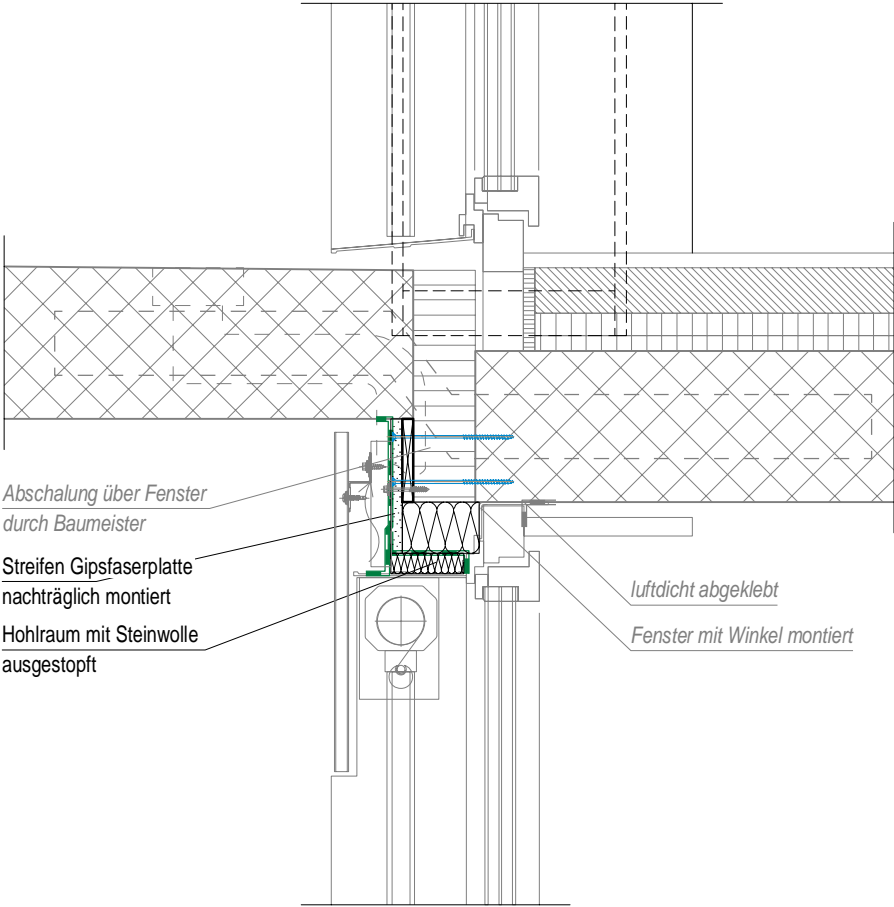 Abschalung über Fenster
durch Baumeister
Streifen Gipsfaserplatte
nachträglich montiert
Hohlraum mit Steinwolle
ausgestopft
luftdicht abgeklebt
Fenster mit Winkel montiert